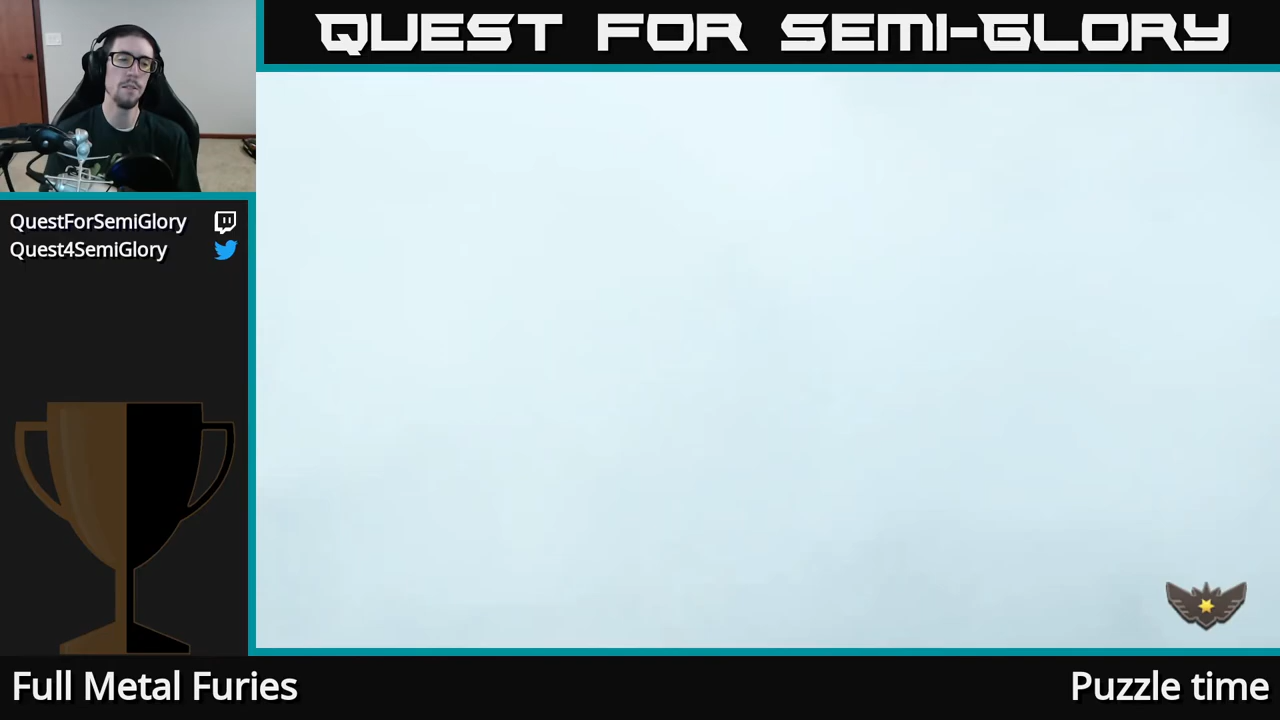 QUEST FOR SEMI-GLORY
QuestForSemiGlory
Quest4SemiGlory
Full Metal Furies
Puzzle time